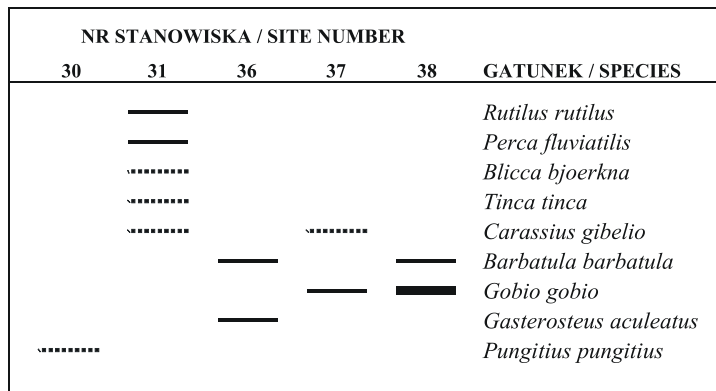 NR STANOWISKA / SITE NUMBER
30 31 36 37 38 GATUNEK / SPECIES
Rutilus rutilus
Perca fluviatilis
Blicca bjoerkna
Tinca tinca
Carassius gibelio
Barbatula barbatula
Gobio gobio
Gasterosteus aculeatus
Pungitius pungitius